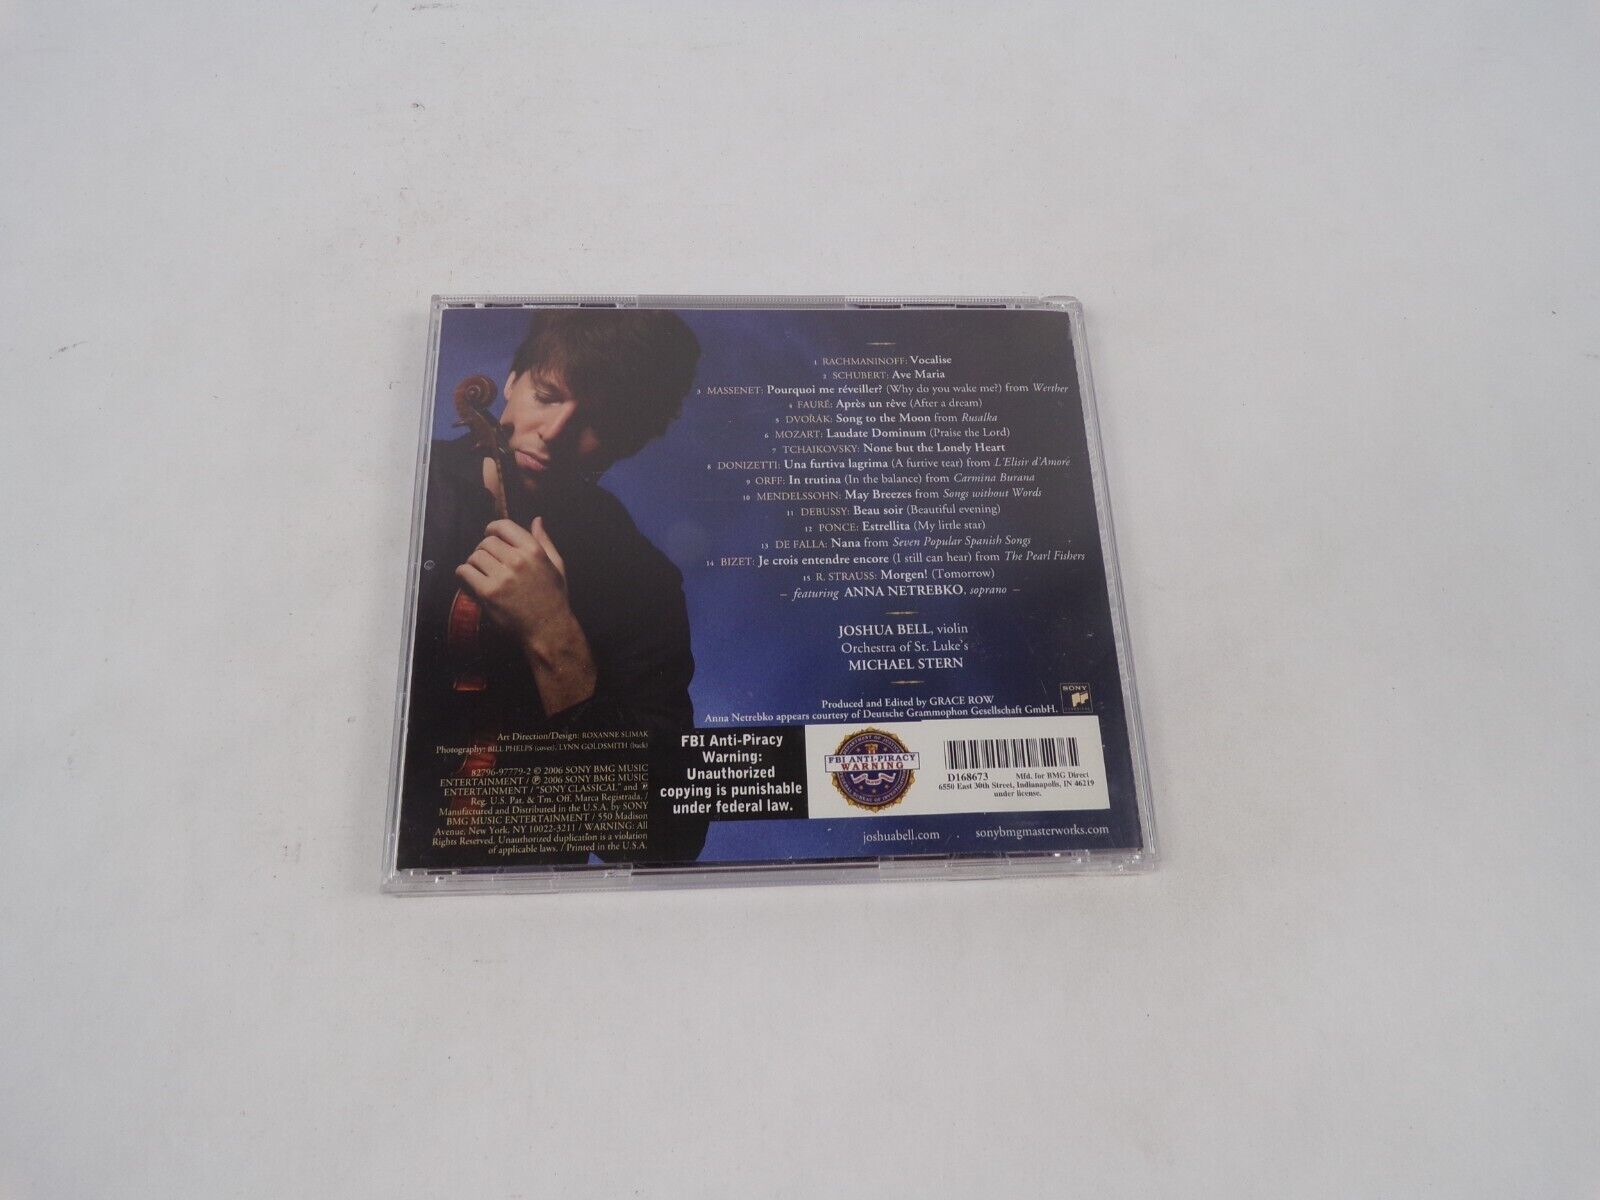 1 RACHMANINOFF: Vocalise
2 SCHUBERT: Ave Maria
3 MASSENET: Pourquoi me réveiller? (Why do you wake me?) from Werther
4 FAURÉ: Après un rêve (After a dream)
5 DVOŘÁK: Song to the Moon from Rusalka
6 MOZART: Laudate Dominum (Praise the Lord)
7 TCHAIKOVSKY: None but the Lonely Heart
8 DONIZETTI: Una furtiva lagrima (A furtive tear) from L'Elisir d'Amore
9 ORFF: In trutina (In the balance) from Carmina Burana
10 MENDELSSOHN: May Breezes from Songs without Words
11 DEBUSSY: Beau soir (Beautiful evening)
12 PONCE: Estrellita (My little star)
13 DE FALLA: Nana from Seven Popular Spanish Songs
14 BIZET: Je crois entendre encore (I still can hear) from The Pearl Fishers
15 R. STRAUSS: Morgen! (Tomorrow)
– featuring ANNA NETREBKO, soprano –
JOSHUA BELL, violin
Orchestra of St. Luke's
MICHAEL STERN
Produced and Edited by GRACE ROW
Anna Netrebko appears courtesy of Deutsche Grammophon Gesellschaft GmbH.
SONY
CLASSICAL
Art Direction/Design: ROXANNE SLIMAK
Photography: BILL PHELPS (cover), LYNN GOLDSMITH (back)
82796-97779-2 © 2006 SONY BMG MUSIC
ENTERTAINMENT / ℗ 2006 SONY BMG MUSIC
ENTERTAINMENT / "SONY CLASSICAL" and
Reg. U.S. Pat. & Tm. Off. Marca Registrada. /
Manufactured and Distributed in the U.S.A. by SONY
BMG MUSIC ENTERTAINMENT / 550 Madison
Avenue, New York, NY 10022-3211 / WARNING: All
Rights Reserved. Unauthorized duplication is a violation
of applicable laws. / Printed in the U.S.A.
FBI Anti-Piracy
Warning:
Unauthorized
copying is punishable
under federal law.
DEPARTMENT OF JUSTICE
FBI ANTI-PIRACY
WARNING
FEDERAL BUREAU OF INVESTIGATION
D168673 Mfd. for BMG Direct
6550 East 30th Street, Indianapolis, IN 46219
under license.
joshuabell.com . sonybmgmasterworks.com